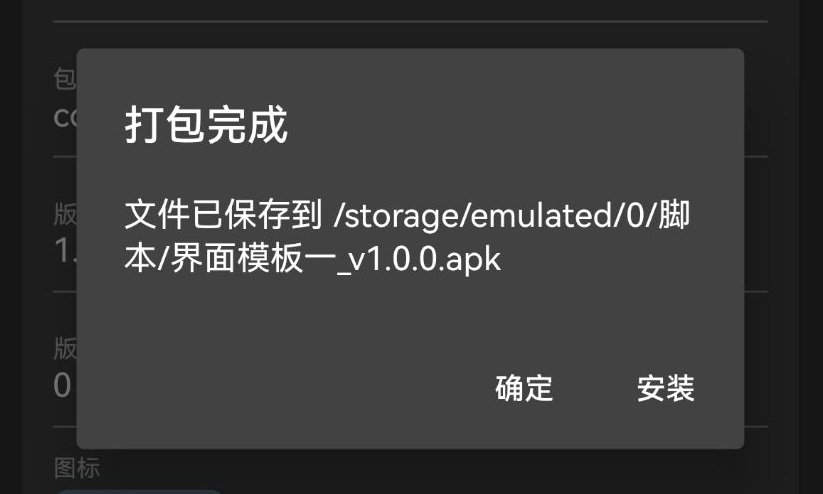 包
co
打包完成
文件已保存到 /storage/emulated/0/脚
本/界面模板一_v1.0.0.apk
版
1.
版
0
确定
安装
图标